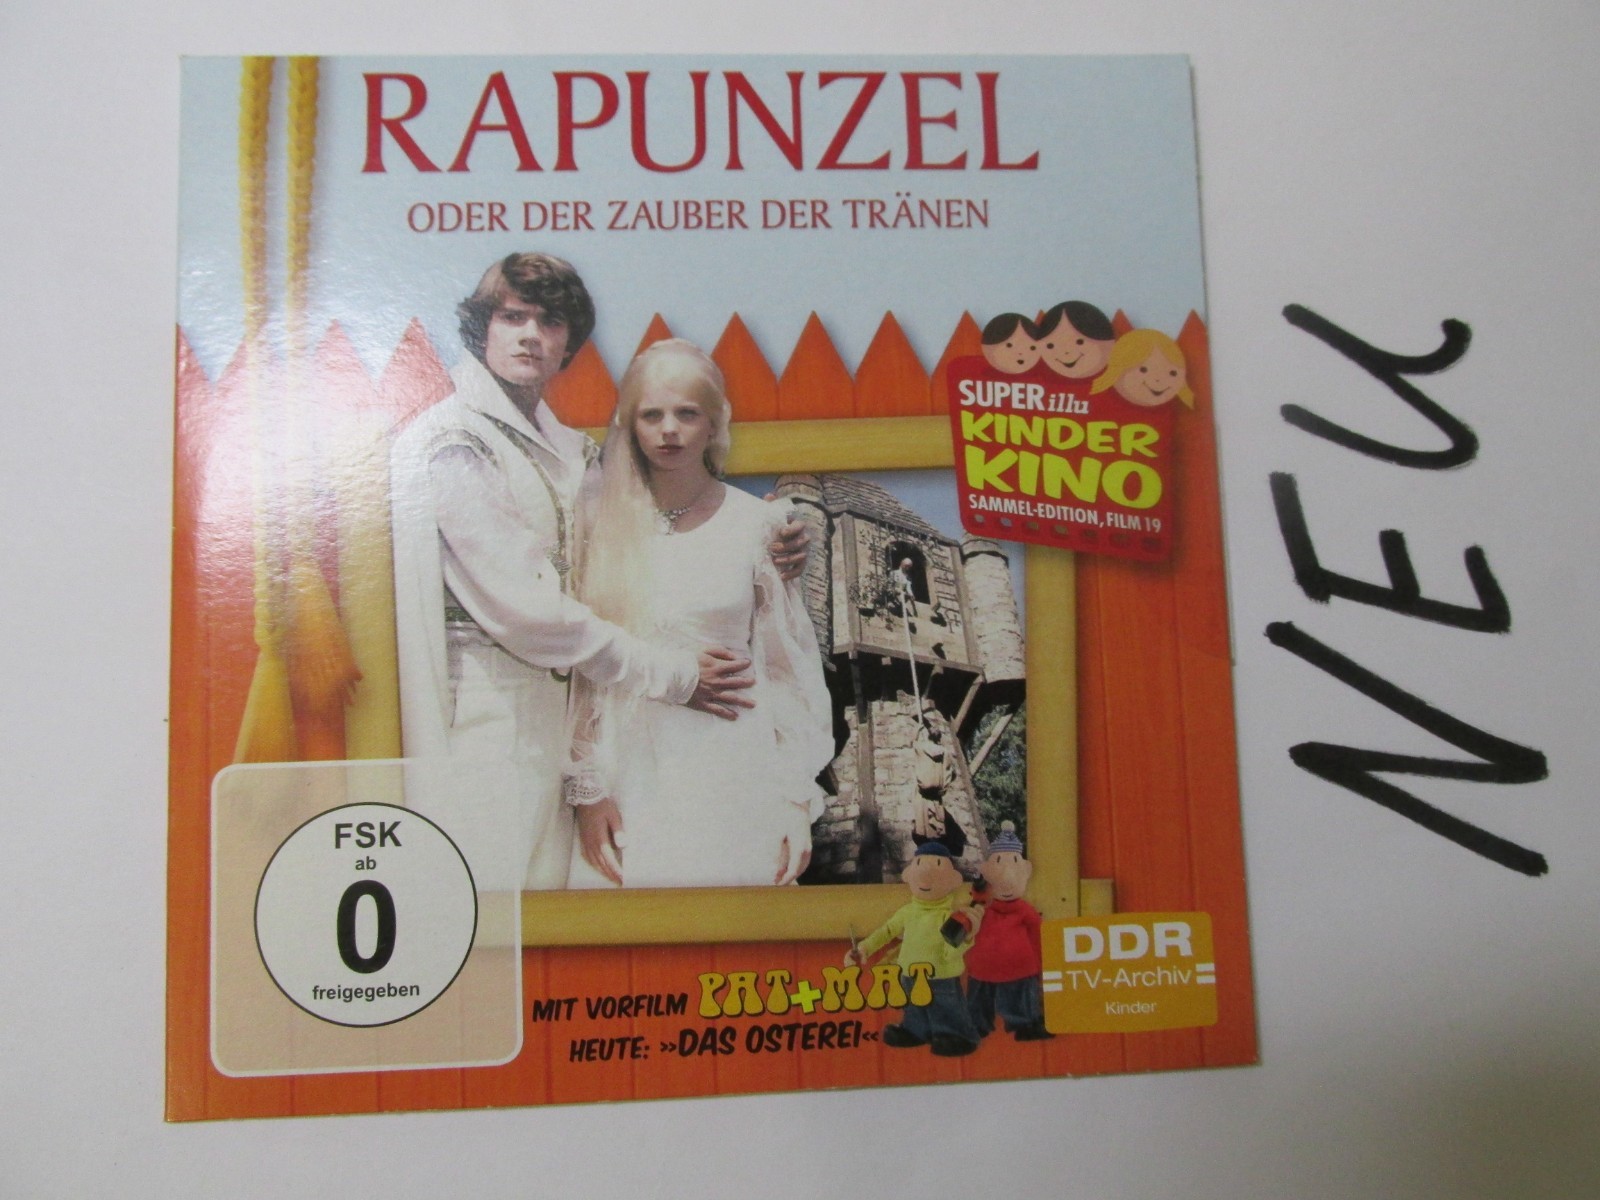 RAPUNZEL
ODER DER ZAUBER DER TRÄNEN
SUPER illu
KINDER
KINO
SAMMEL-EDITION, FILM 19
FSK
ab
0
freigegeben
MIT VORFILM PAT+MAT
HEUTE: »DAS OSTEREI«
DDR
TV-Archiv
Kinder
NEU